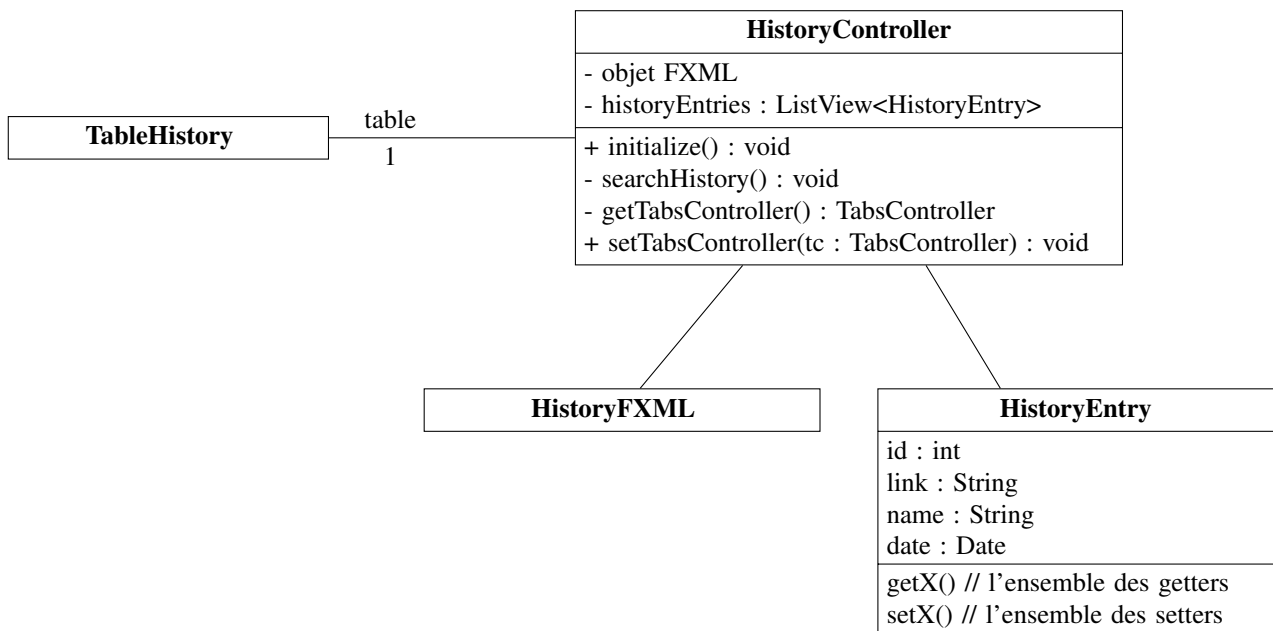 HistoryController
- objet FXML
- historyEntries : ListView<HistoryEntry>
+ initialize() : void
- searchHistory() : void
- getTabsController() : TabsController
+ setTabsController(tc : TabsController) : void
TableHistory
table
1
HistoryFXML
HistoryEntry
id : int
link : String
name : String
date : Date
getX() // l'ensemble des getters
setX() // l'ensemble des setters